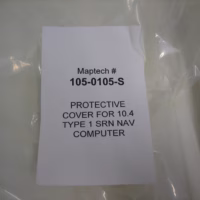 Maptech #
105-0105-S
PROTECTIVE
COVER FOR 10.4
TYPE 1 SRN NAV
COMPUTER